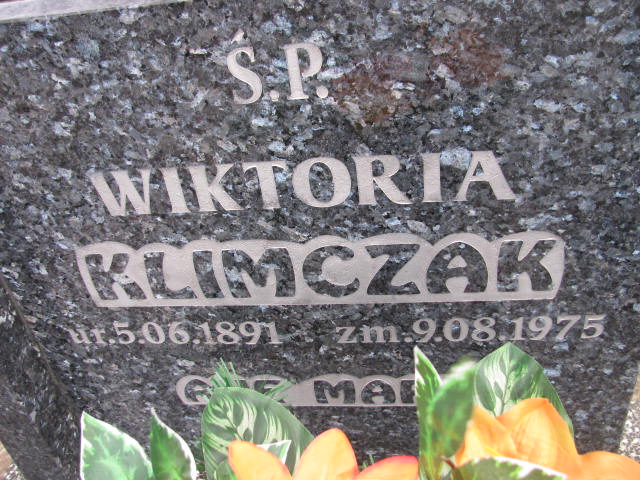 Ś.P.
WIKTORIA
KLIMCZAK
ur.5.06.1891 zm.9.08.1975